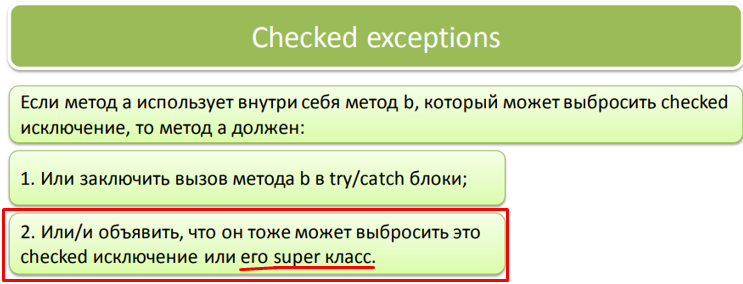 Checked exceptions
Если метод a использует внутри себя метод b, который может выбросить checked
исключение, то метод a должен:
1. Или заключить вызов метода b в try/catch блоки;
2. Или/и объявить, что он тоже может выбросить это
checked исключение или его super класс.